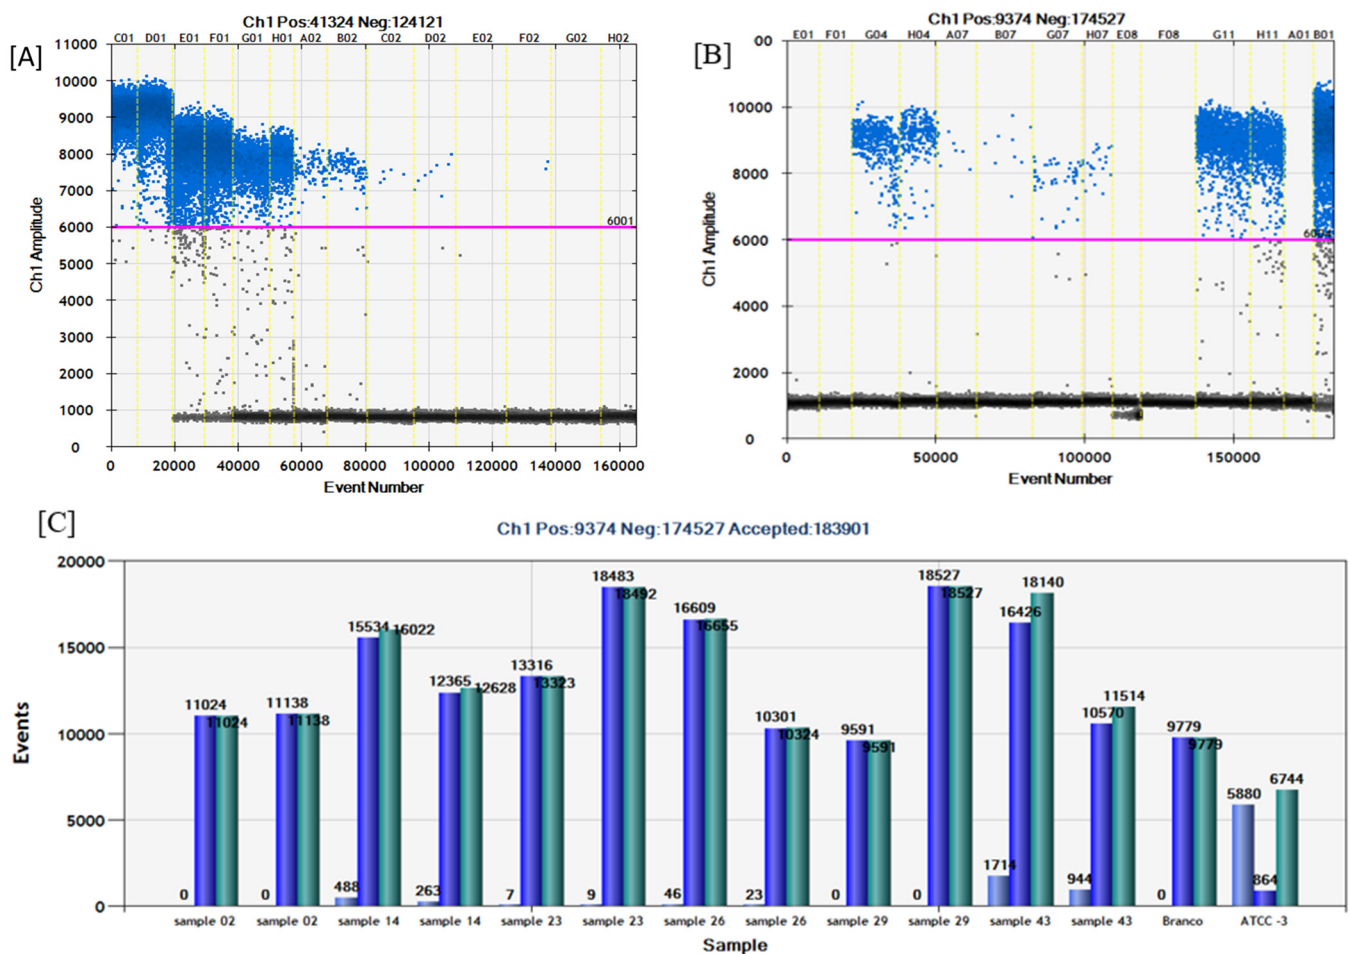 [A]
Ch1 Pos:41324 Neg:124121
C01 D01 E01 F01 G01 H01 A02 B02 C02 D02 E02 F02 G02 H02
11000
10000
9000
8000
7000
6000
5000
4000
3000
2000
1000
0
6001
Ch1 Amplitude
0 20000 40000 60000 80000 100000 120000 140000 160000
Event Number
[B]
Ch1 Pos:9374 Neg:174527
E01 F01 G04 H04 A07 B07 G07 H07 E08 F08 G11 H11 A01 B01
00
10000
8000
6000
4000
2000
0
Ch1 Amplitude
0 50000 100000 150000
Event Number
[C]
Ch1 Pos:9374 Neg:174527 Accepted:183901
20000
15000
10000
5000
0
Events
0 11024 11024
0 11138 11138
488 15534 16022
263 12365 12628
7 13316 13323
9 18483 18492
46 16609 16655
23 10301 10324
0 9591 9591
0 18527 18527
1714 16426 18140
944 10570 11514
0 9779 9779
5880 864 6744
sample 02 sample 02 sample 14 sample 14 sample 23 sample 23 sample 26 sample 26 sample 29 sample 29 sample 43 sample 43 Branco ATCC -3
Sample